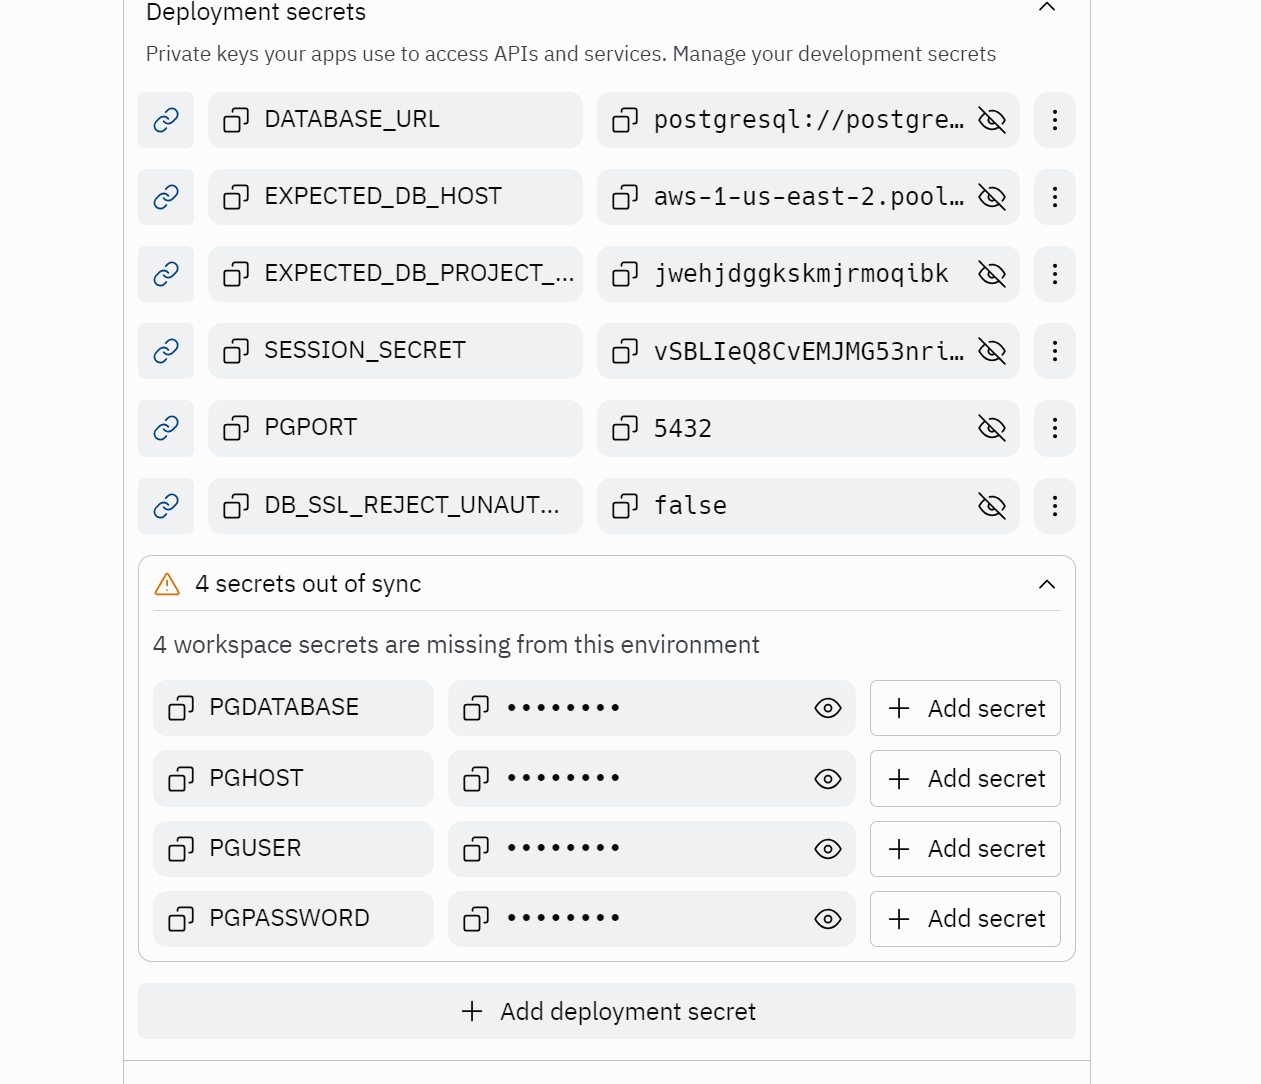 Deployment secrets
Private keys your apps use to access APIs and services. Manage your development secrets
DATABASE_URL postgresql://postgre…
EXPECTED_DB_HOST aws-1-us-east-2.pool…
EXPECTED_DB_PROJECT_... jwehjdggkskmjrmoqibk
SESSION_SECRET vSBLIeQ8CvEMJMG53nri…
PGPORT 5432
DB_SSL_REJECT_UNAUT... false
4 secrets out of sync
4 workspace secrets are missing from this environment
PGDATABASE •••••••• Add secret
PGHOST •••••••• Add secret
PGUSER •••••••• Add secret
PGPASSWORD •••••••• Add secret
Add deployment secret